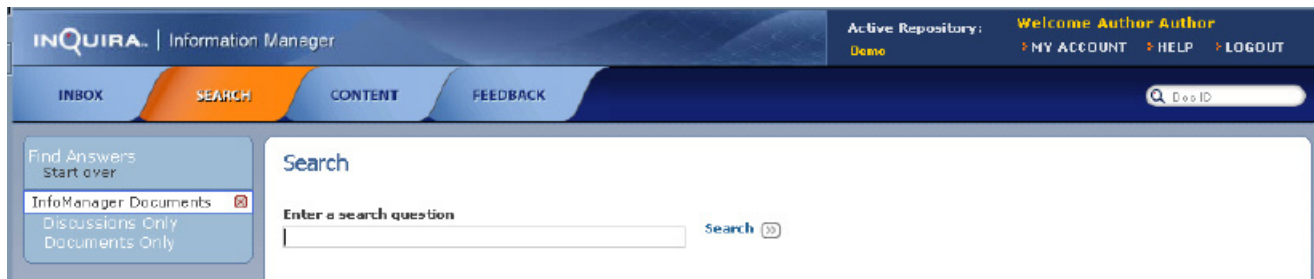 INQUIRA™ | Information Manager
Active Repository:
Demo
Welcome Author Author
MY ACCOUNT HELP LOGOUT
INBOX SEARCH CONTENT FEEDBACK
Doc ID
Find Answers
Start over
InfoManager Documents
Discussions Only
Documents Only
Search
Enter a search question
Search